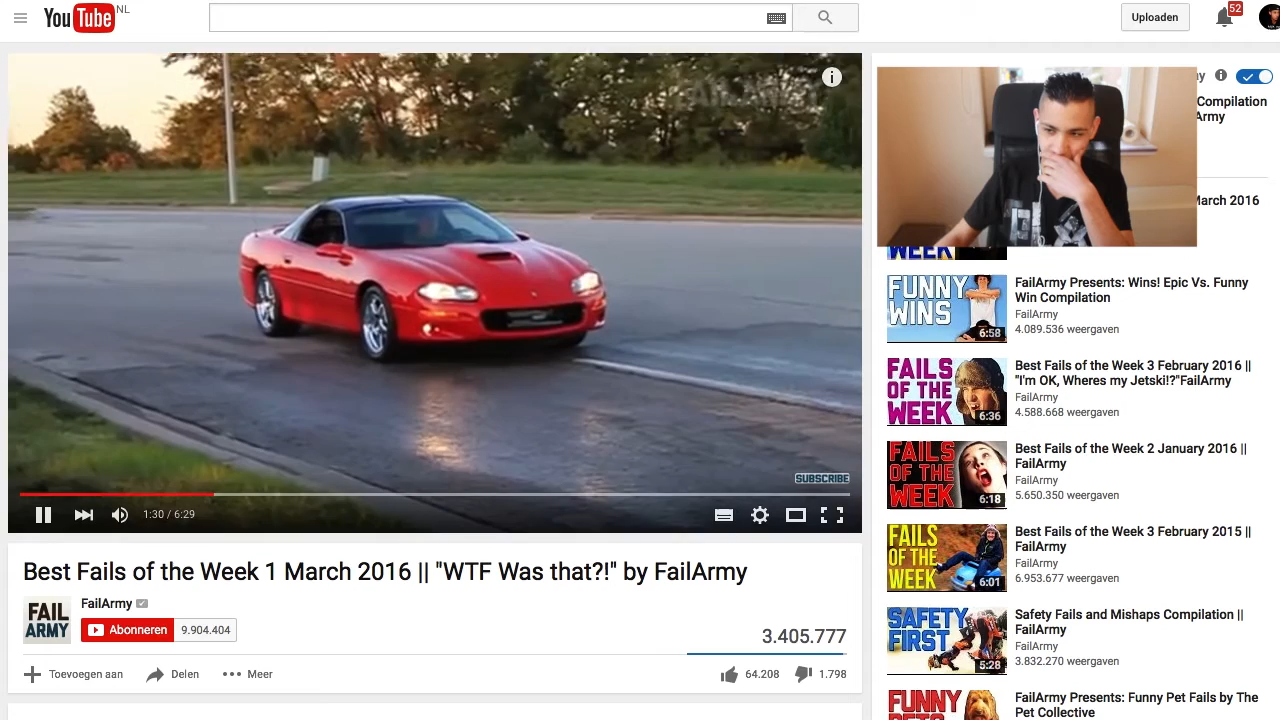 YouTube NL
Uploaden
52
SUBSCRIBE
1:30 / 6:29
Best Fails of the Week 1 March 2016 || "WTF Was that?!" by FailArmy
FAIL
ARMY
FailArmy
Abonneren 9.904.404
3.405.777
Toevoegen aan Delen Meer 64.208 1.798
Compilation
Army
March 2016
WEEK
FUNNY
WINS
6:58
FailArmy Presents: Wins! Epic Vs. Funny
Win Compilation
FailArmy
4.089.536 weergaven
FAILS
OF THE
WEEK
6:36
Best Fails of the Week 3 February 2016 ||
"I'm OK, Wheres my Jetski!?"FailArmy
FailArmy
4.588.668 weergaven
FAILS
OF THE
WEEK
6:18
Best Fails of the Week 2 January 2016 ||
FailArmy
FailArmy
5.650.350 weergaven
FAILS
OF THE
WEEK
6:01
Best Fails of the Week 3 February 2015 ||
FailArmy
FailArmy
6.953.677 weergaven
SAFETY
FIRST
5:28
Safety Fails and Mishaps Compilation ||
FailArmy
FailArmy
3.832.270 weergaven
FUNNY
PETS
FailArmy Presents: Funny Pet Fails by The
Pet Collective